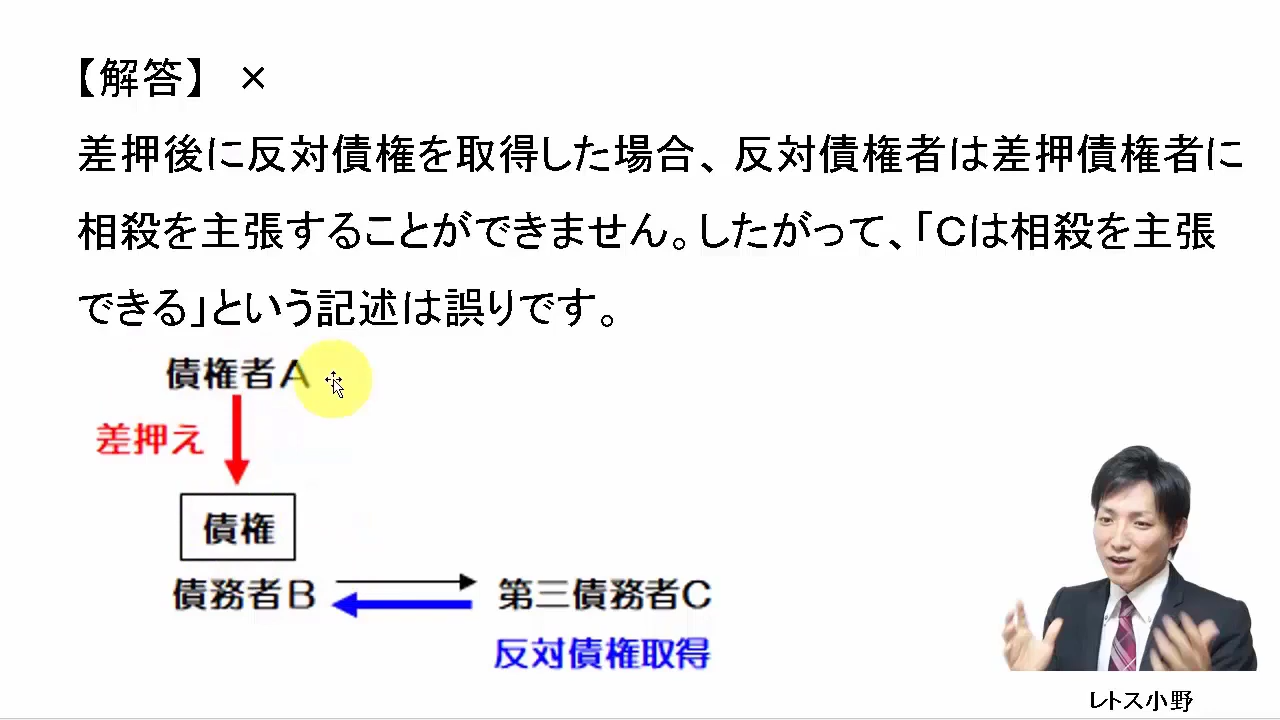 【解答】 ×
差押後に反対債権を取得した場合、反対債権者は差押債権者に
相殺を主張することができません。したがって、「Ｃは相殺を主張
できる」という記述は誤りです。
債権者Ａ
差押え
債権
債務者Ｂ
第三債務者Ｃ
反対債権取得
レトス小野